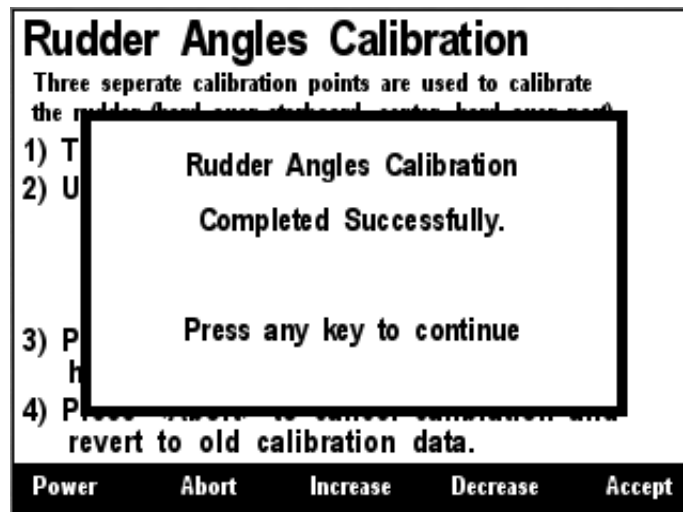 Rudder Angles Calibration
Three seperate calibration points are used to calibrate
the
1) T
Rudder Angles Calibration
2) U
Completed Successfully.
3) P
Press any key to continue
h
4) P
revert to old calibration data.
Power Abort Increase Decrease Accept